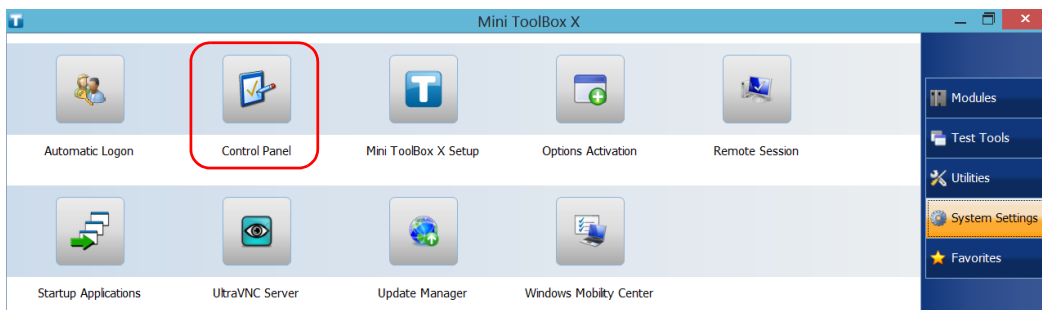 Mini ToolBox X
Automatic Logon
Control Panel
Mini ToolBox X Setup
Options Activation
Remote Session
Startup Applications
UltraVNC Server
Update Manager
Windows Mobility Center
Modules
Test Tools
Utilities
System Settings
Favorites